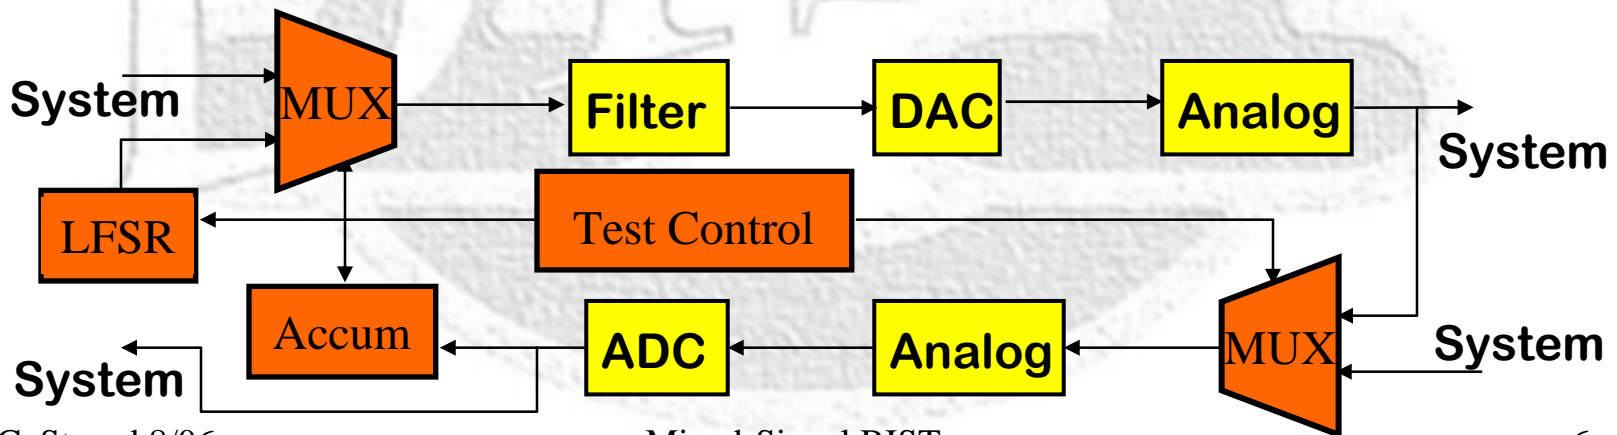 System
MUX
Filter
DAC
Analog
System
LFSR
Test Control
Accum
ADC
Analog
MUX
System
System